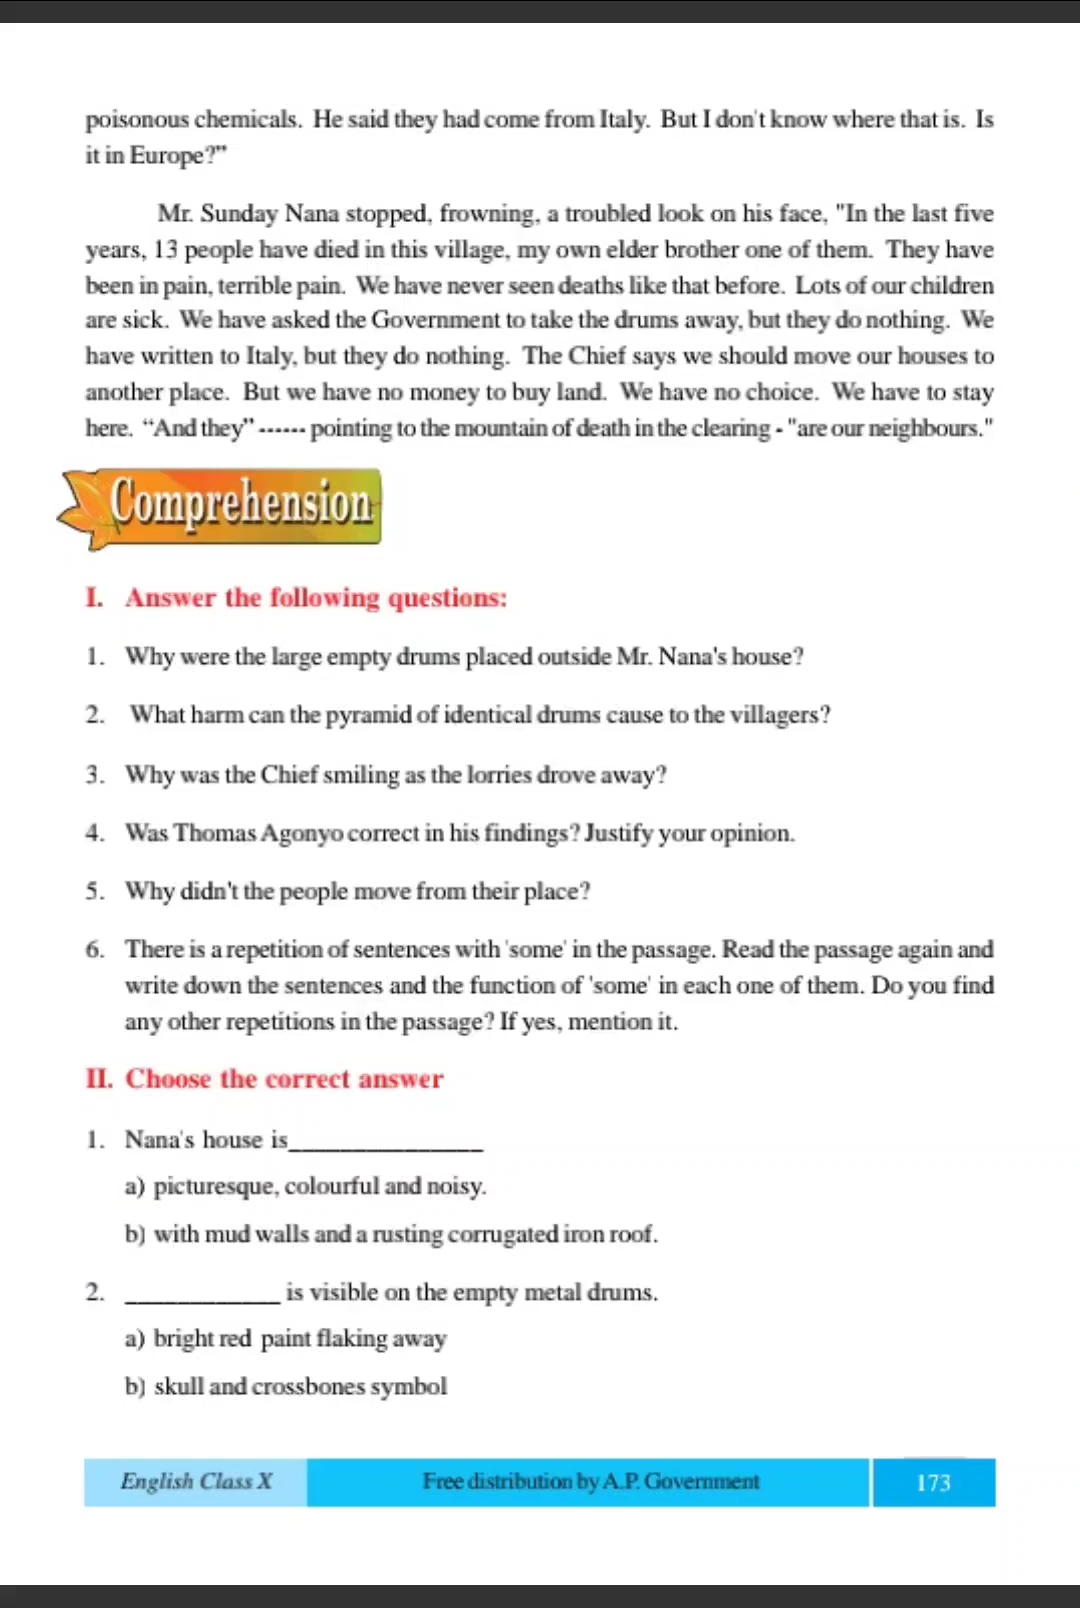 poisonous chemicals. He said they had come from Italy. But I don't know where that is. Is
it in Europe?”
Mr. Sunday Nana stopped, frowning, a troubled look on his face, "In the last five
years, 13 people have died in this village, my own elder brother one of them. They have
been in pain, terrible pain. We have never seen deaths like that before. Lots of our children
are sick. We have asked the Government to take the drums away, but they do nothing. We
have written to Italy, but they do nothing. The Chief says we should move our houses to
another place. But we have no money to buy land. We have no choice. We have to stay
here. “And they” ------ pointing to the mountain of death in the clearing - "are our neighbours."
Comprehension
I. Answer the following questions:
1. Why were the large empty drums placed outside Mr. Nana's house?
2. What harm can the pyramid of identical drums cause to the villagers?
3. Why was the Chief smiling as the lorries drove away?
4. Was Thomas Agonyo correct in his findings? Justify your opinion.
5. Why didn't the people move from their place?
6. There is a repetition of sentences with 'some' in the passage. Read the passage again and
write down the sentences and the function of 'some' in each one of them. Do you find
any other repetitions in the passage? If yes, mention it.
II. Choose the correct answer
1. Nana's house is_______________
a) picturesque, colourful and noisy.
b) with mud walls and a rusting corrugated iron roof.
2. ____________ is visible on the empty metal drums.
a) bright red paint flaking away
b) skull and crossbones symbol
English Class X Free distribution by A.P. Government 173